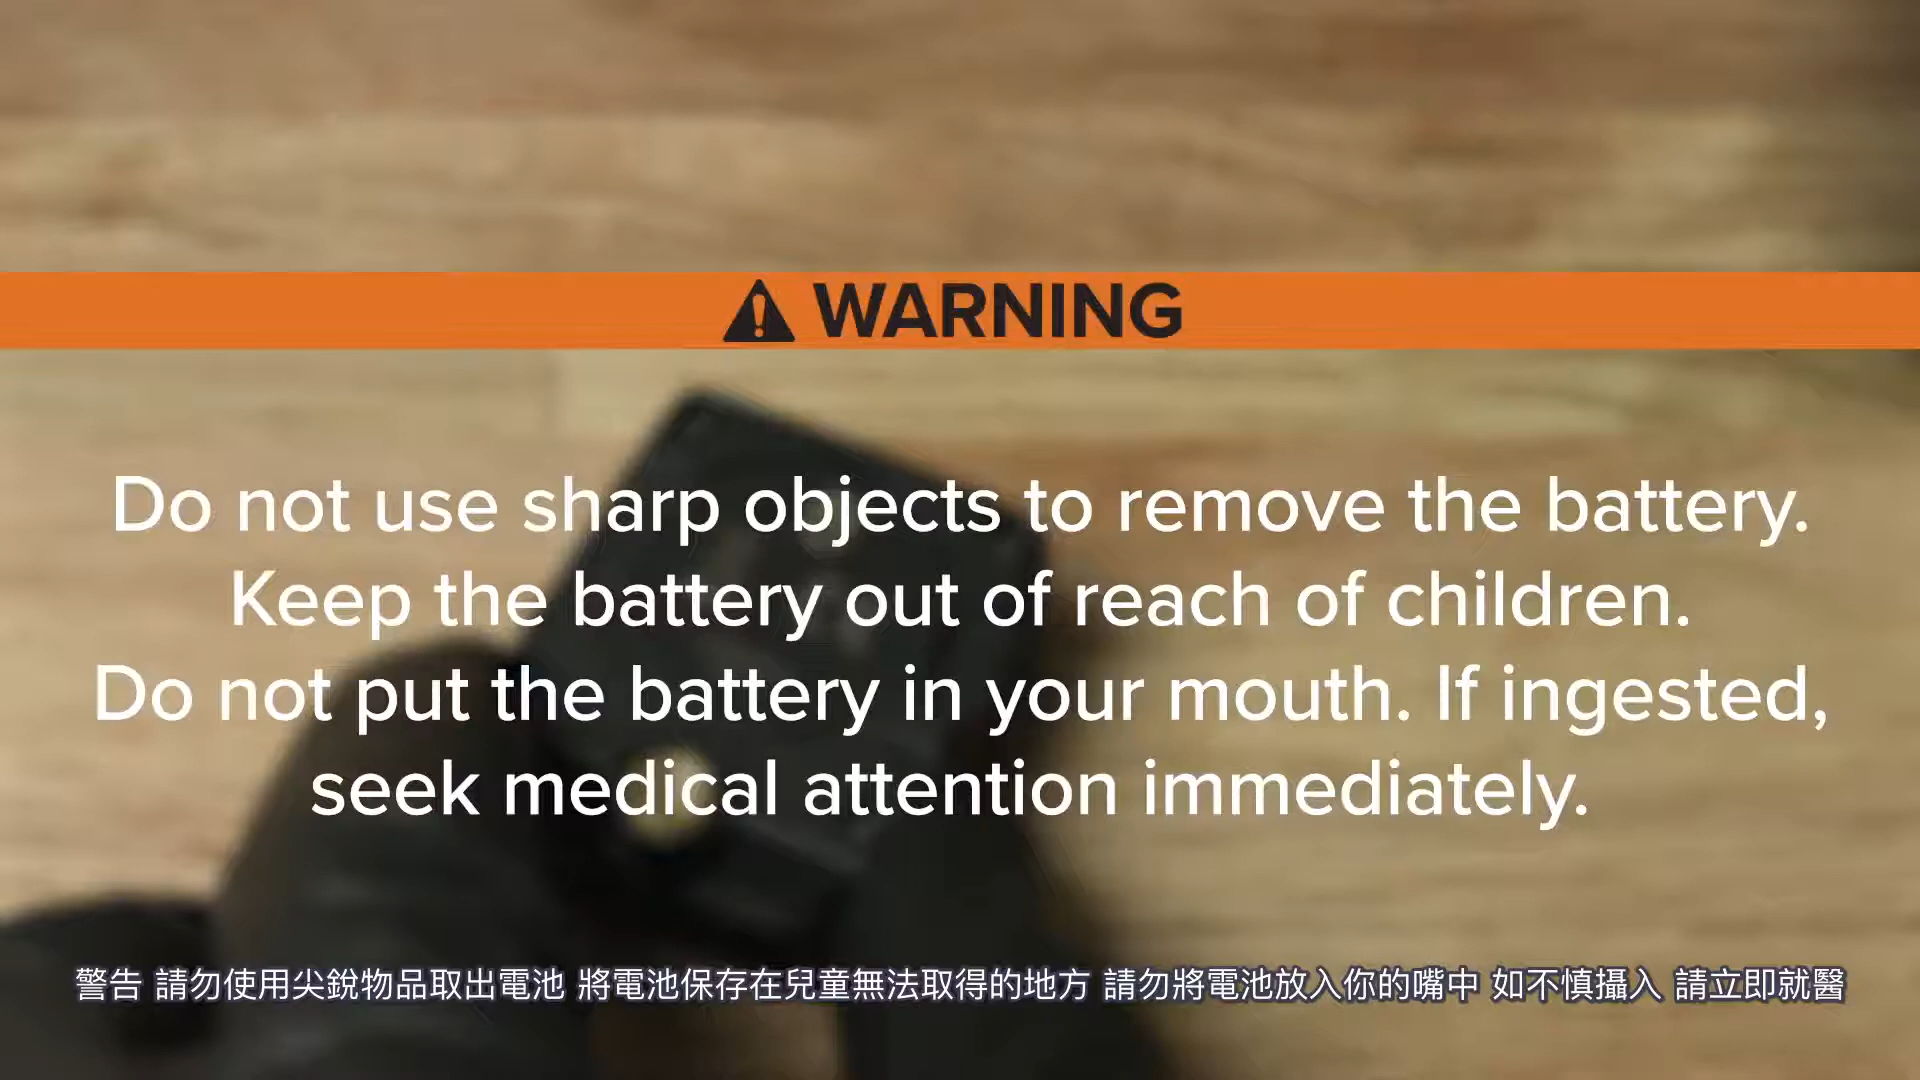 WARNING
Do not use sharp objects to remove the battery.
Keep the battery out of reach of children.
Do not put the battery in your mouth. If ingested,
seek medical attention immediately.
警告 請勿使用尖銳物品取出電池 將電池保存在兒童無法取得的地方 請勿將電池放入你的嘴中 如不慎攝入 請立即就醫